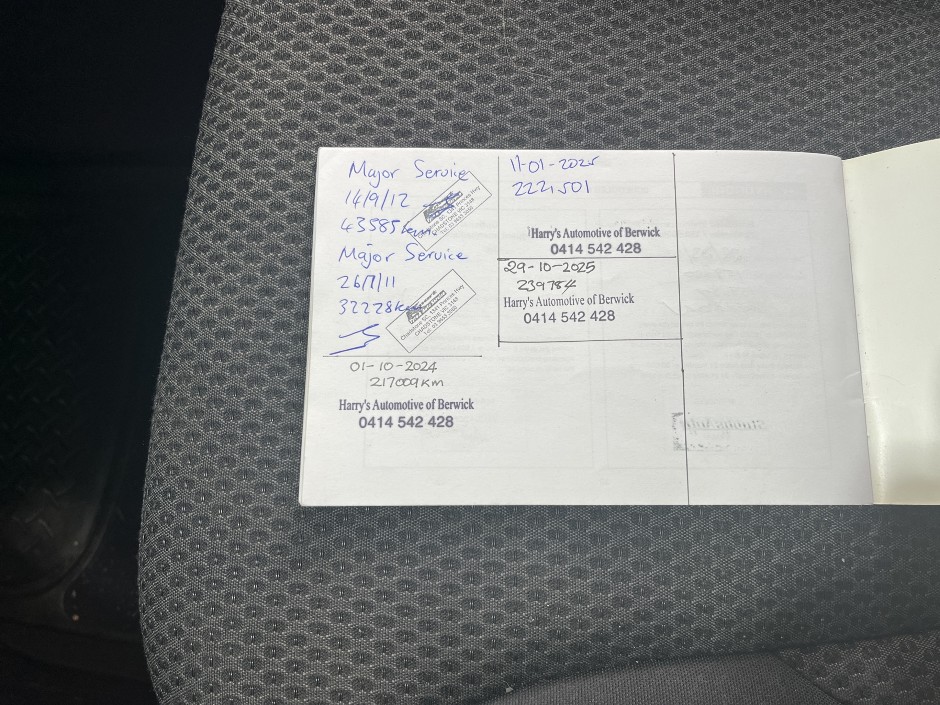 Major Service
14/9/12
43585km
Major Service
26/7/11
32228km
01-10-2024
217009 KM
Harry's Automotive of Berwick
0414 542 428
11-01-2025
222,501
Harry's Automotive of Berwick
0414 542 428
29-10-2025
239784
Harry's Automotive of Berwick
0414 542 428